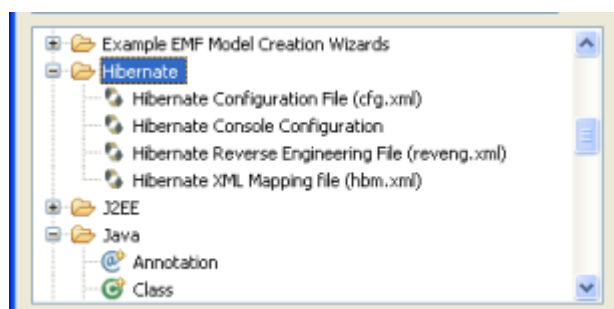 Example EMF Model Creation Wizards
Hibernate
Hibernate Configuration File (cfg.xml)
Hibernate Console Configuration
Hibernate Reverse Engineering File (reveng.xml)
Hibernate XML Mapping file (hbm.xml)
J2EE
Java
Annotation
Class